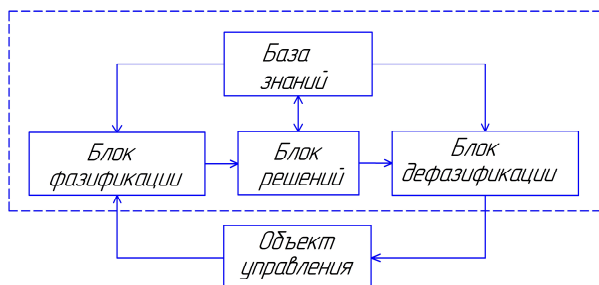 База
знаний
Блок
фазификации
Блок
решений
Блок
дефазификации
Объект
управления